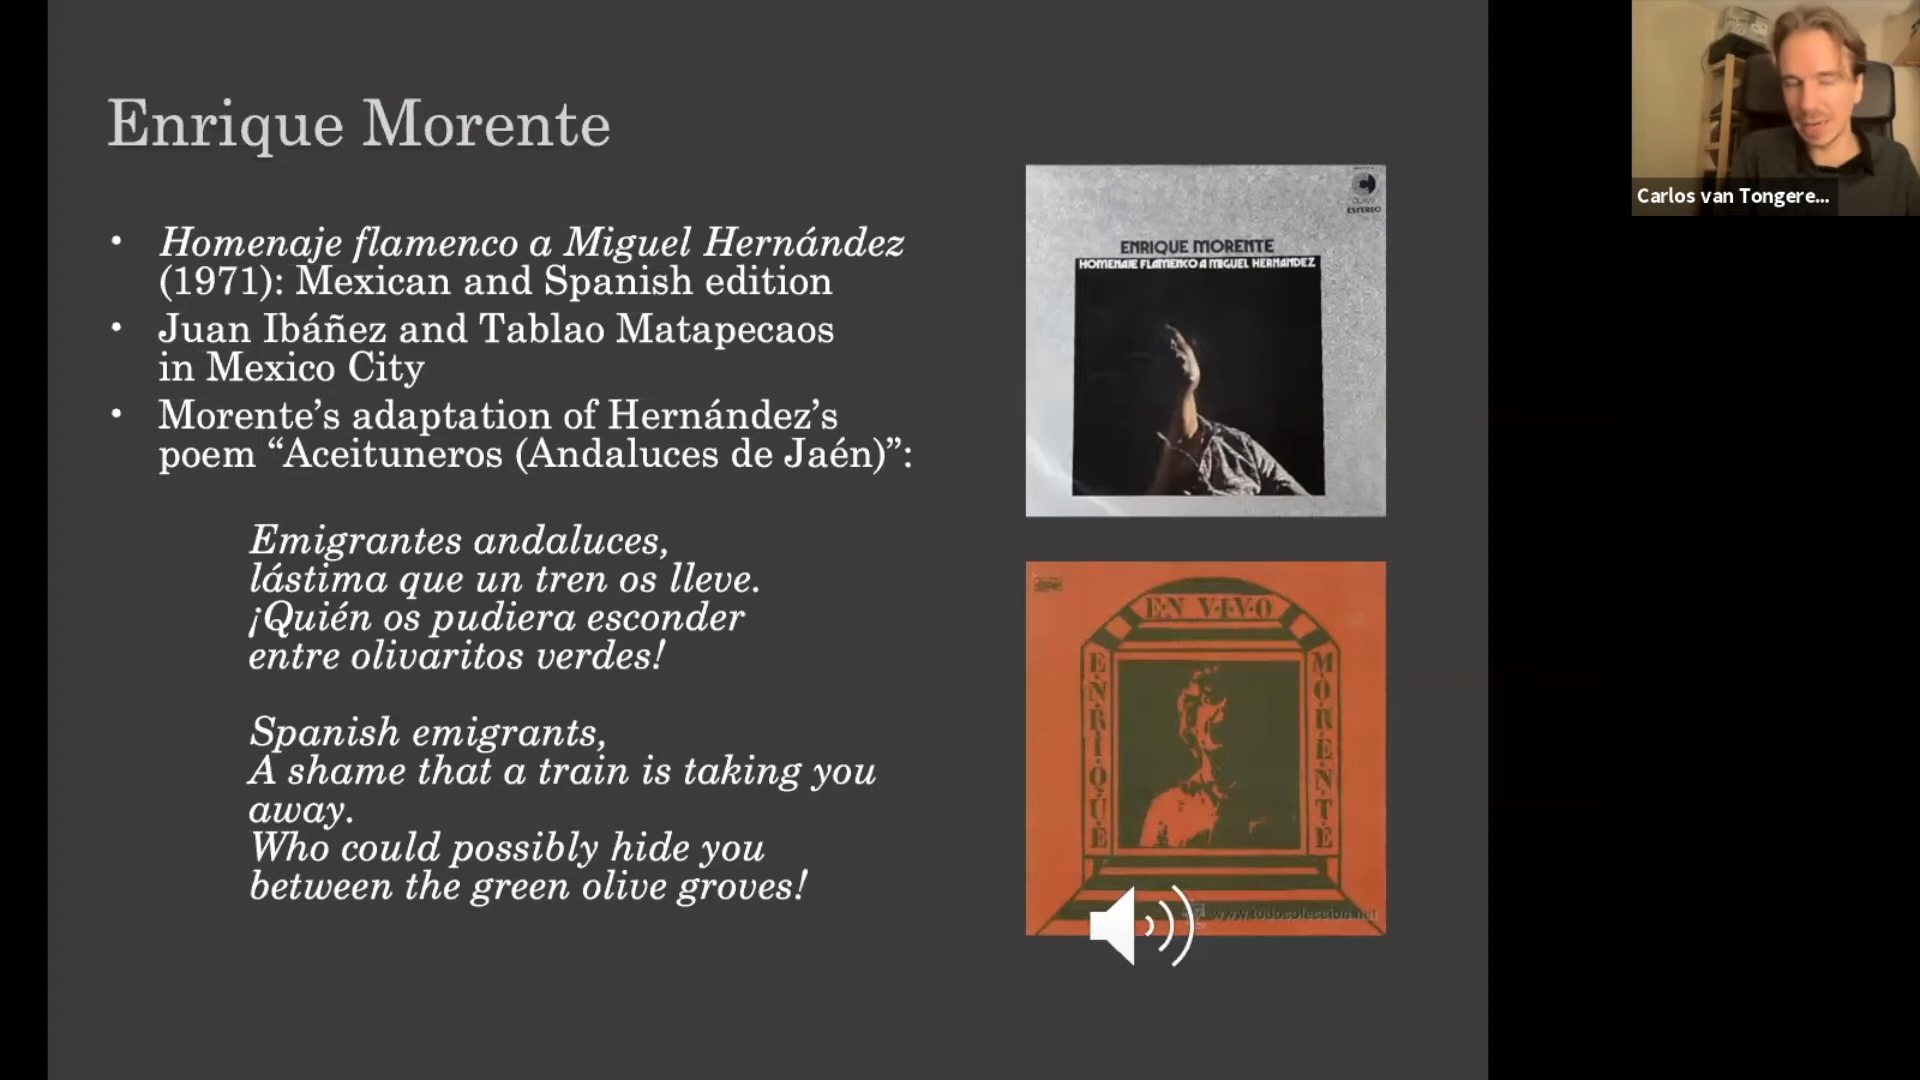 Enrique Morente
• Homenaje flamenco a Miguel Hernández
(1971): Mexican and Spanish edition
• Juan Ibáñez and Tablao Matapecaos
in Mexico City
• Morente’s adaptation of Hernández’s
poem “Aceituneros (Andaluces de Jaén)”:
Emigrantes andaluces,
lástima que un tren os lleve.
¡Quién os pudiera esconder
entre olivaritos verdes!
Spanish emigrants,
A shame that a train is taking you
away.
Who could possibly hide you
between the green olive groves!
ESTEREO
ENRIQUE MORENTE
HOMENAJE FLAMENCO A MIGUEL HERNANDEZ
EN VIVO
ENRIQUE
MORENTE
www.todocoleccion.net
Carlos van Tongere...